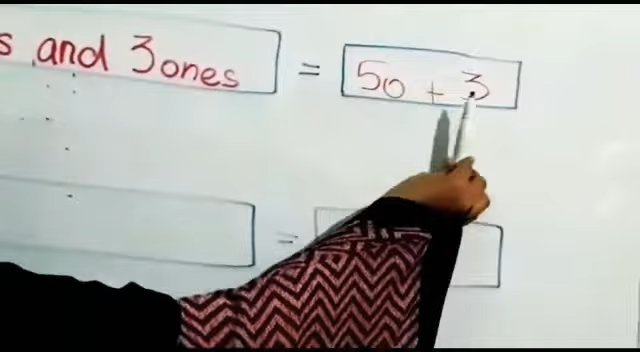 s and 3ones = 50 + 3
=